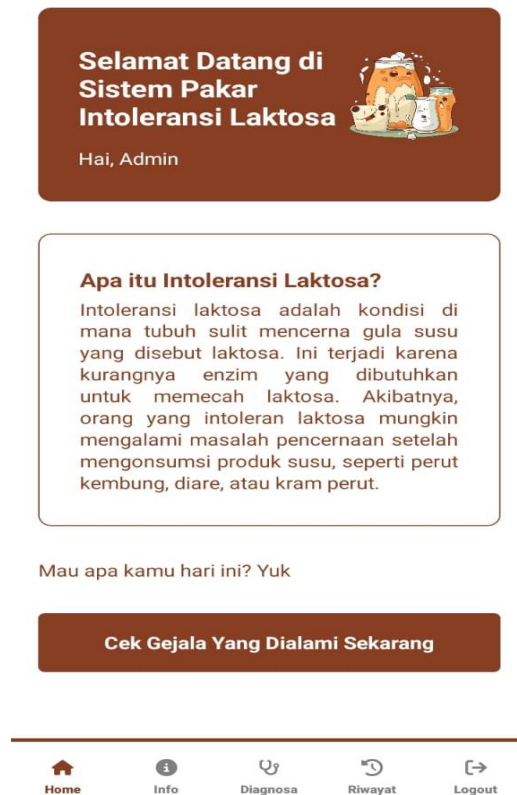 Selamat Datang di
Sistem Pakar
Intoleransi Laktosa
Hai, Admin
Apa itu Intoleransi Laktosa?
Intoleransi laktosa adalah kondisi di
mana tubuh sulit mencerna gula susu
yang disebut laktosa. Ini terjadi karena
kurangnya enzim yang dibutuhkan
untuk memecah laktosa. Akibatnya,
orang yang intoleran laktosa mungkin
mengalami masalah pencernaan setelah
mengonsumsi produk susu, seperti perut
kembung, diare, atau kram perut.
Mau apa kamu hari ini? Yuk
Cek Gejala Yang Dialami Sekarang
Home Info Diagnosa Riwayat Logout